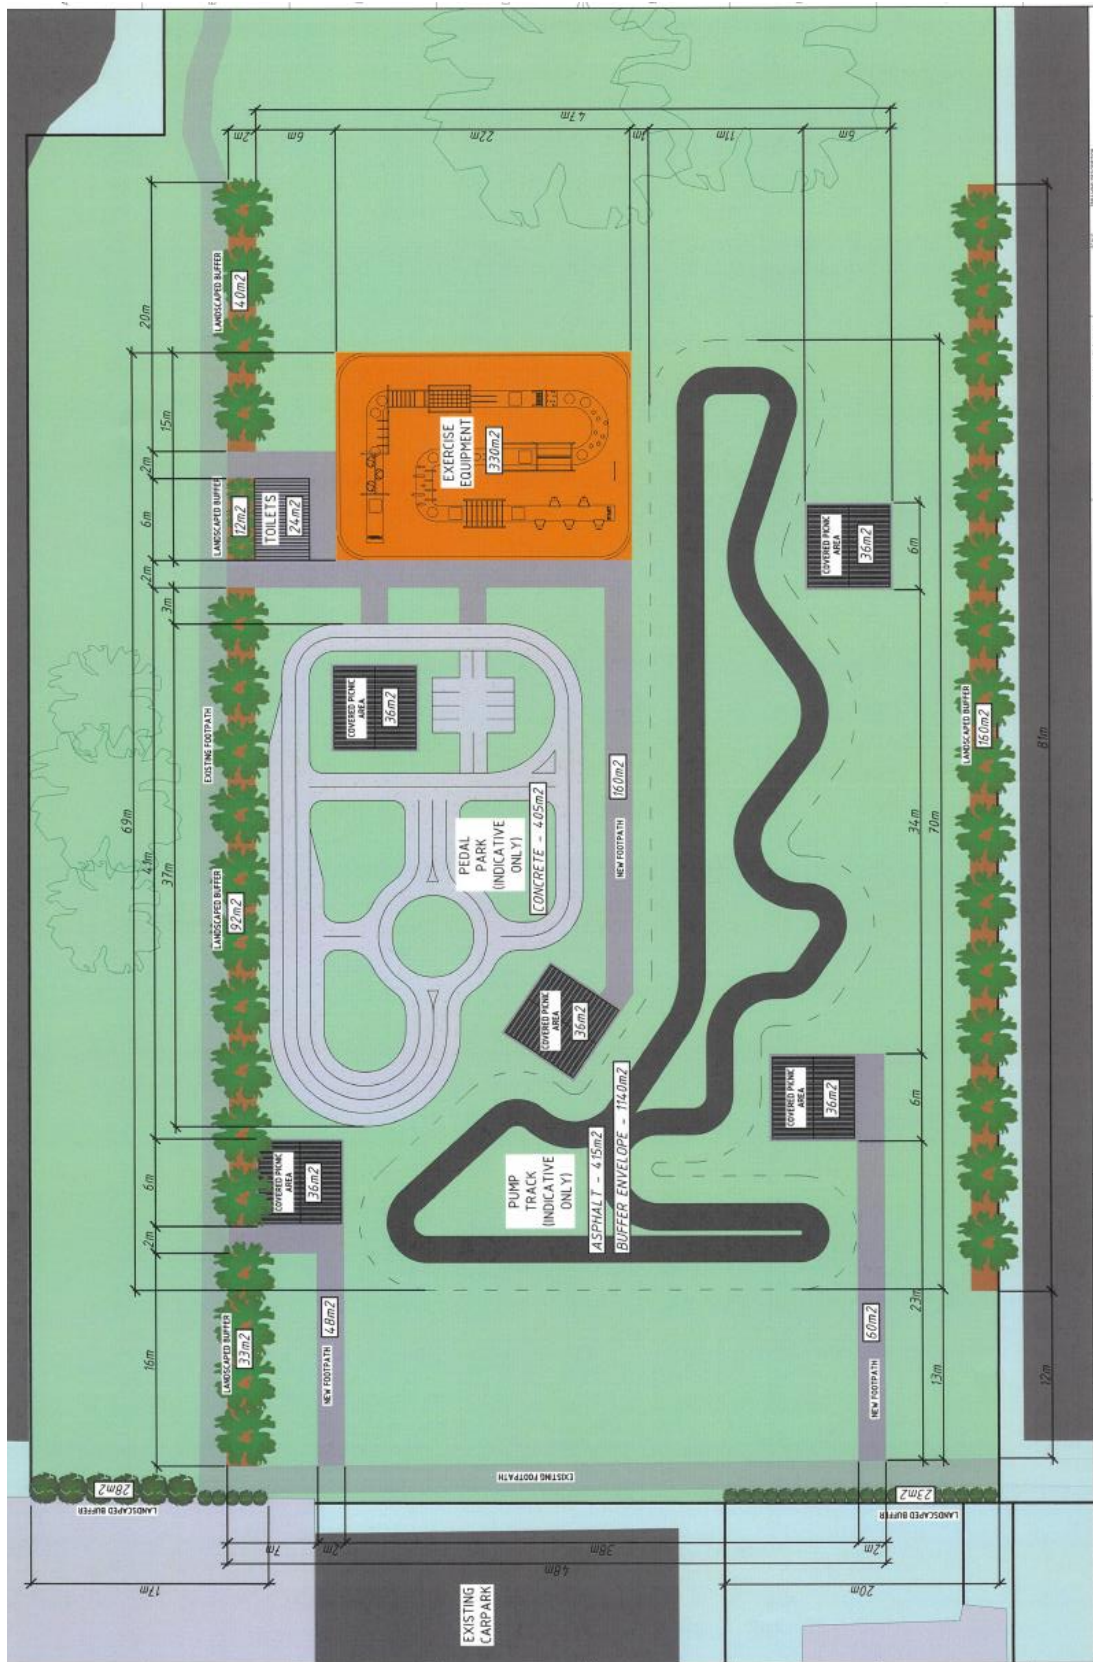 47m
2m
6m
22m
1m
11m
6m
20m
LANDSCAPED BUFFER
40m2
15m
2m
6m
2m
3m
EXERCISE
EQUIPMENT
330m2
LANDSCAPED BUFFER
12m2
TOILETS
24m2
COVERED PICNIC
AREA
36m2
6m
EXISTING FOOTPATH
COVERED PICNIC
AREA
36m2
69m
41m
37m
LANDSCAPED BUFFER
92m2
PEDAL
PARK
(INDICATIVE
ONLY)
CONCRETE - 405m2
NEW FOOTPATH
160m2
34m
70m
LANDSCAPED BUFFER
160m2
81m
COVERED PICNIC
AREA
36m2
COVERED PICNIC
AREA
36m2
6m
6m
2m
COVERED PICNIC
AREA
36m2
PUMP
TRACK
(INDICATIVE
ONLY)
ASPHALT - 415m2
BUFFER ENVELOPE - 1140m2
16m
LANDSCAPED BUFFER
33m2
NEW FOOTPATH
48m2
NEW FOOTPATH
60m2
23m
13m
12m
EXISTING FOOTPATH
28m2
LANDSCAPED BUFFER
23m2
LANDSCAPED BUFFER
7m
2m
38m
2m
48m
17m
20m
EXISTING
CARPARK